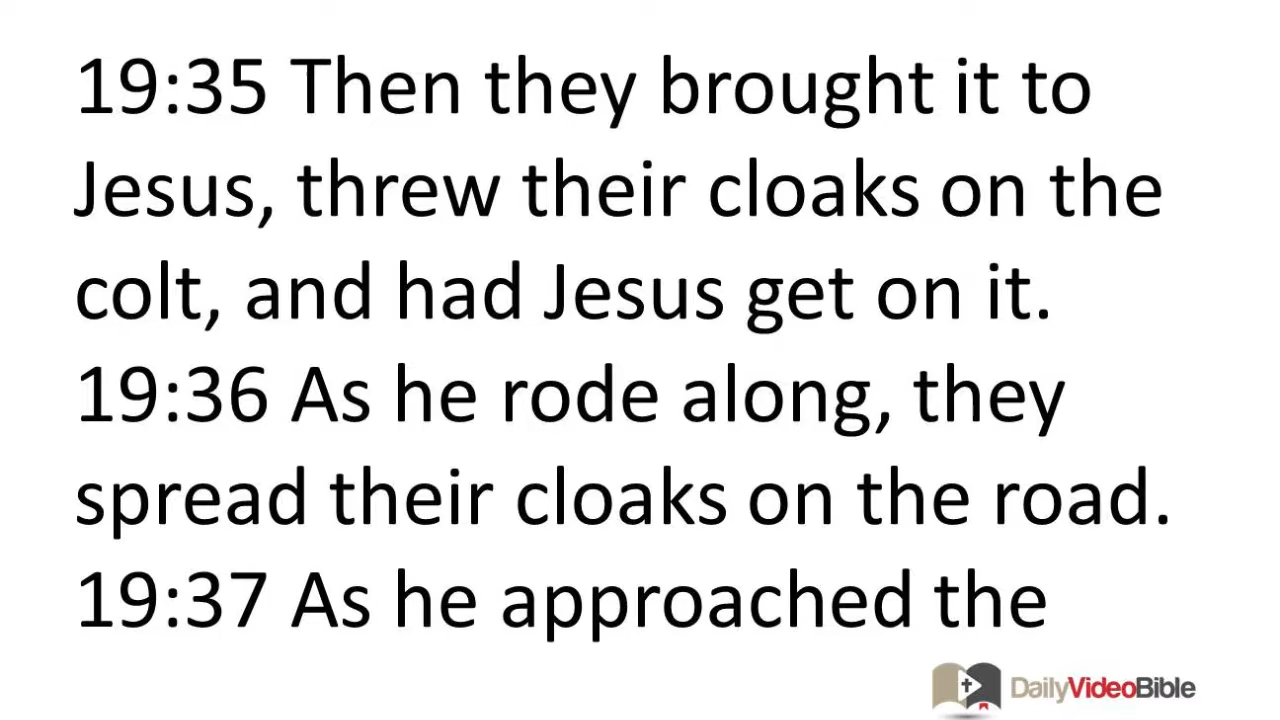 19:35 Then they brought it to
Jesus, threw their cloaks on the
colt, and had Jesus get on it.
19:36 As he rode along, they
spread their cloaks on the road.
19:37 As he approached the
DailyVideoBible